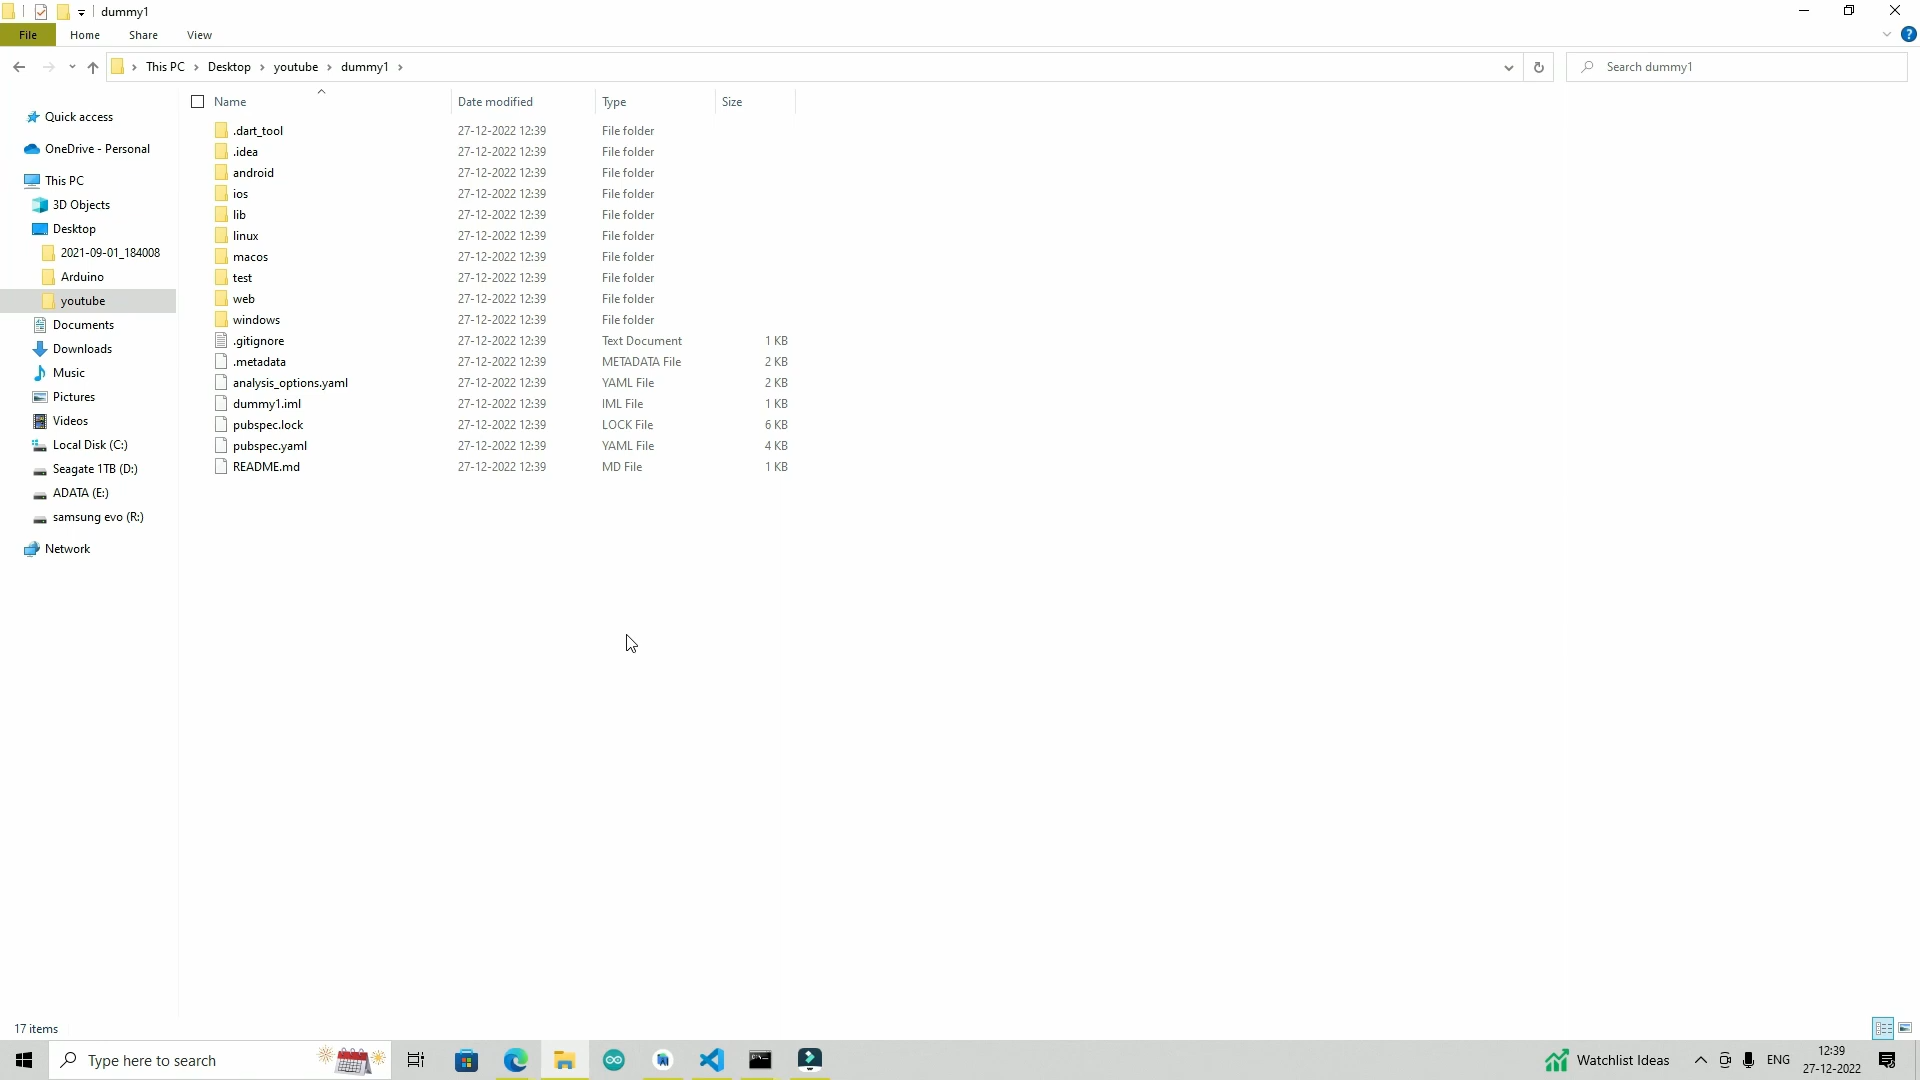 dummy1
File Home Share View
This PC Desktop youtube dummy1
Search dummy1
Name Date modified Type Size
Quick access
OneDrive - Personal
This PC
3D Objects
Desktop
2021-09-01_184008
Arduino
youtube
Documents
Downloads
Music
Pictures
Videos
Local Disk (C:)
Seagate 1TB (D:)
ADATA (E:)
samsung evo (R:)
Network
.dart_tool 27-12-2022 12:39 File folder
.idea 27-12-2022 12:39 File folder
android 27-12-2022 12:39 File folder
ios 27-12-2022 12:39 File folder
lib 27-12-2022 12:39 File folder
linux 27-12-2022 12:39 File folder
macos 27-12-2022 12:39 File folder
test 27-12-2022 12:39 File folder
web 27-12-2022 12:39 File folder
windows 27-12-2022 12:39 File folder
.gitignore 27-12-2022 12:39 Text Document 1 KB
.metadata 27-12-2022 12:39 METADATA File 2 KB
analysis_options.yaml 27-12-2022 12:39 YAML File 2 KB
dummy1.iml 27-12-2022 12:39 IML File 1 KB
pubspec.lock 27-12-2022 12:39 LOCK File 6 KB
pubspec.yaml 27-12-2022 12:39 YAML File 4 KB
README.md 27-12-2022 12:39 MD File 1 KB
17 items
Type here to search
Watchlist Ideas
ENG
12:39
27-12-2022